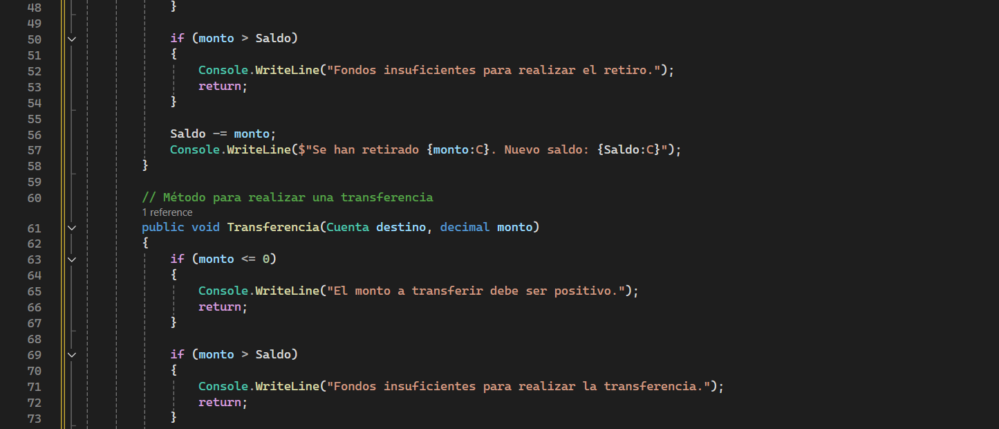 48 }
49
50 if (monto > Saldo)
51 {
52 Console.WriteLine("Fondos insuficientes para realizar el retiro.");
53 return;
54 }
55
56 Saldo -= monto;
57 Console.WriteLine($"Se han retirado {monto:C}. Nuevo saldo: {Saldo:C}");
58 }
59
60 // Método para realizar una transferencia
1 reference
61 public void Transferencia(Cuenta destino, decimal monto)
62 {
63 if (monto <= 0)
64 {
65 Console.WriteLine("El monto a transferir debe ser positivo.");
66 return;
67 }
68
69 if (monto > Saldo)
70 {
71 Console.WriteLine("Fondos insuficientes para realizar la transferencia.");
72 return;
73 }